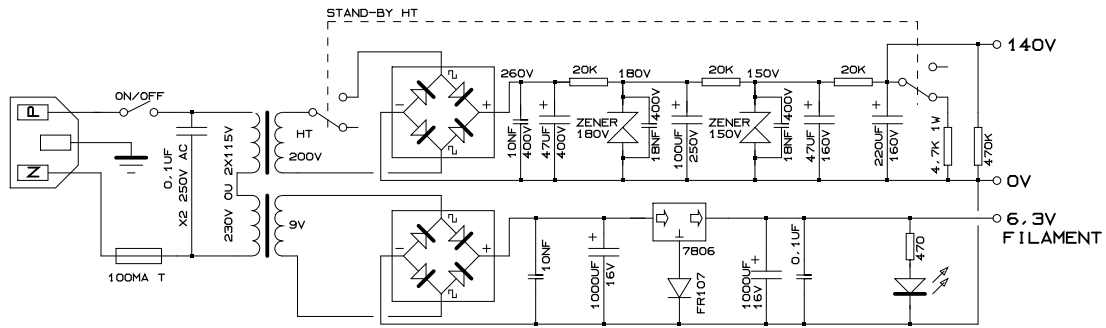 STAND-BY HT
140V
260V
20K
180V
20K
150V
20K
P
ON/OFF
+
HT
200V
-
+
10NF
400V
47UF
400V
ZENER
180V
18NF
400V
+
100UF
250V
ZENER
150V
18NF
400V
+
47UF
160V
+
220UF
160V
4,7K 1W
470K
0,1UF
X2 250V AC
230V OU 2X115V
N
0V
100MA T
9V
-
+
10NF
+
1000UF
16V
7806
FR107
+
1000UF
16V
0.1UF
470
6,3V
FILAMENT